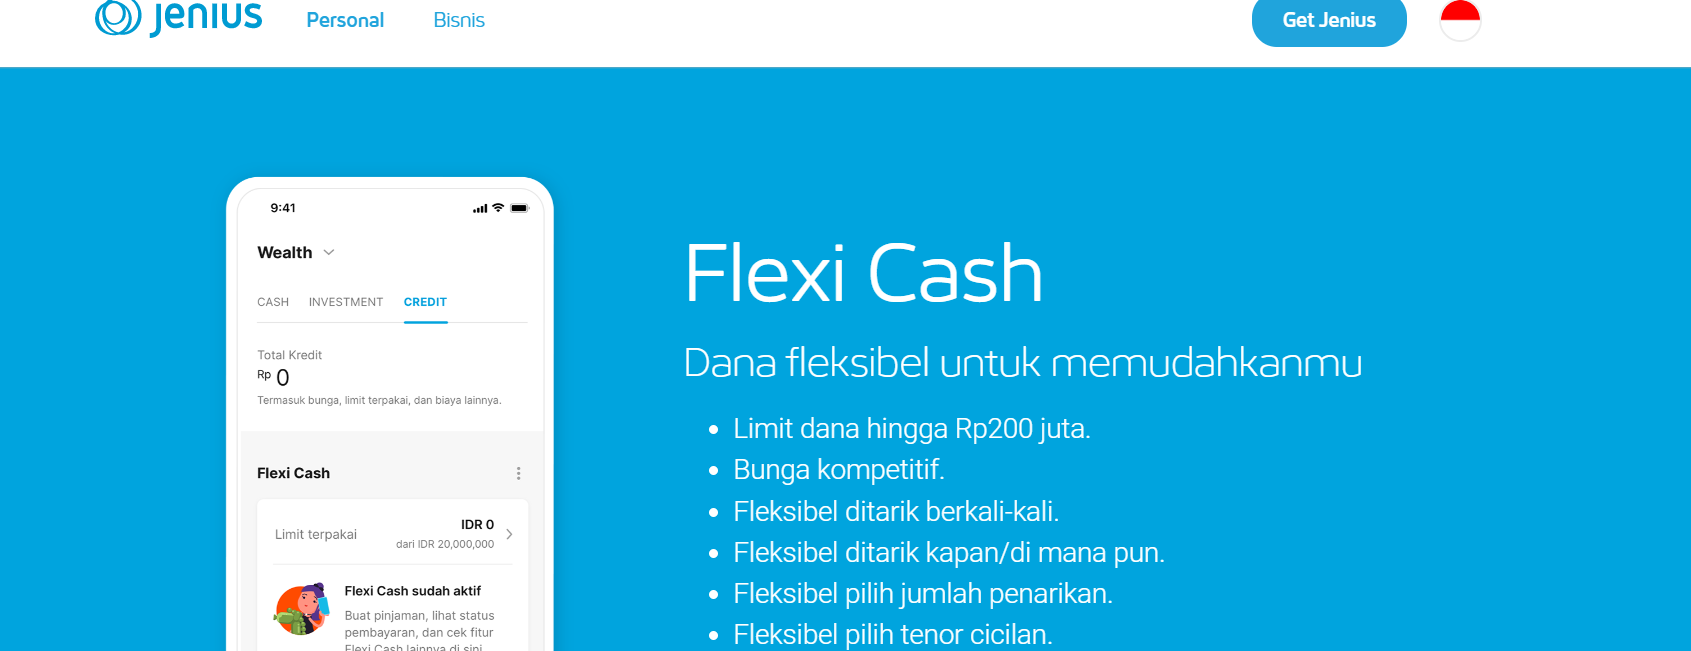 jenius Personal Bisnis Get Jenius
9:41
Wealth
CASH INVESTMENT CREDIT
Total Kredit
Rp 0
Termasuk bunga, limit terpakai, dan biaya lainnya.
Flexi Cash
Limit terpakai
IDR 0
dari IDR 20,000,000
Flexi Cash sudah aktif
Buat pinjaman, lihat status
pembayaran, dan cek fitur
Flexi Cash lainnya di sini
Flexi Cash
Dana fleksibel untuk memudahkanmu
• Limit dana hingga Rp200 juta.
• Bunga kompetitif.
• Fleksibel ditarik berkali-kali.
• Fleksibel ditarik kapan/di mana pun.
• Fleksibel pilih jumlah penarikan.
• Fleksibel pilih tenor cicilan.